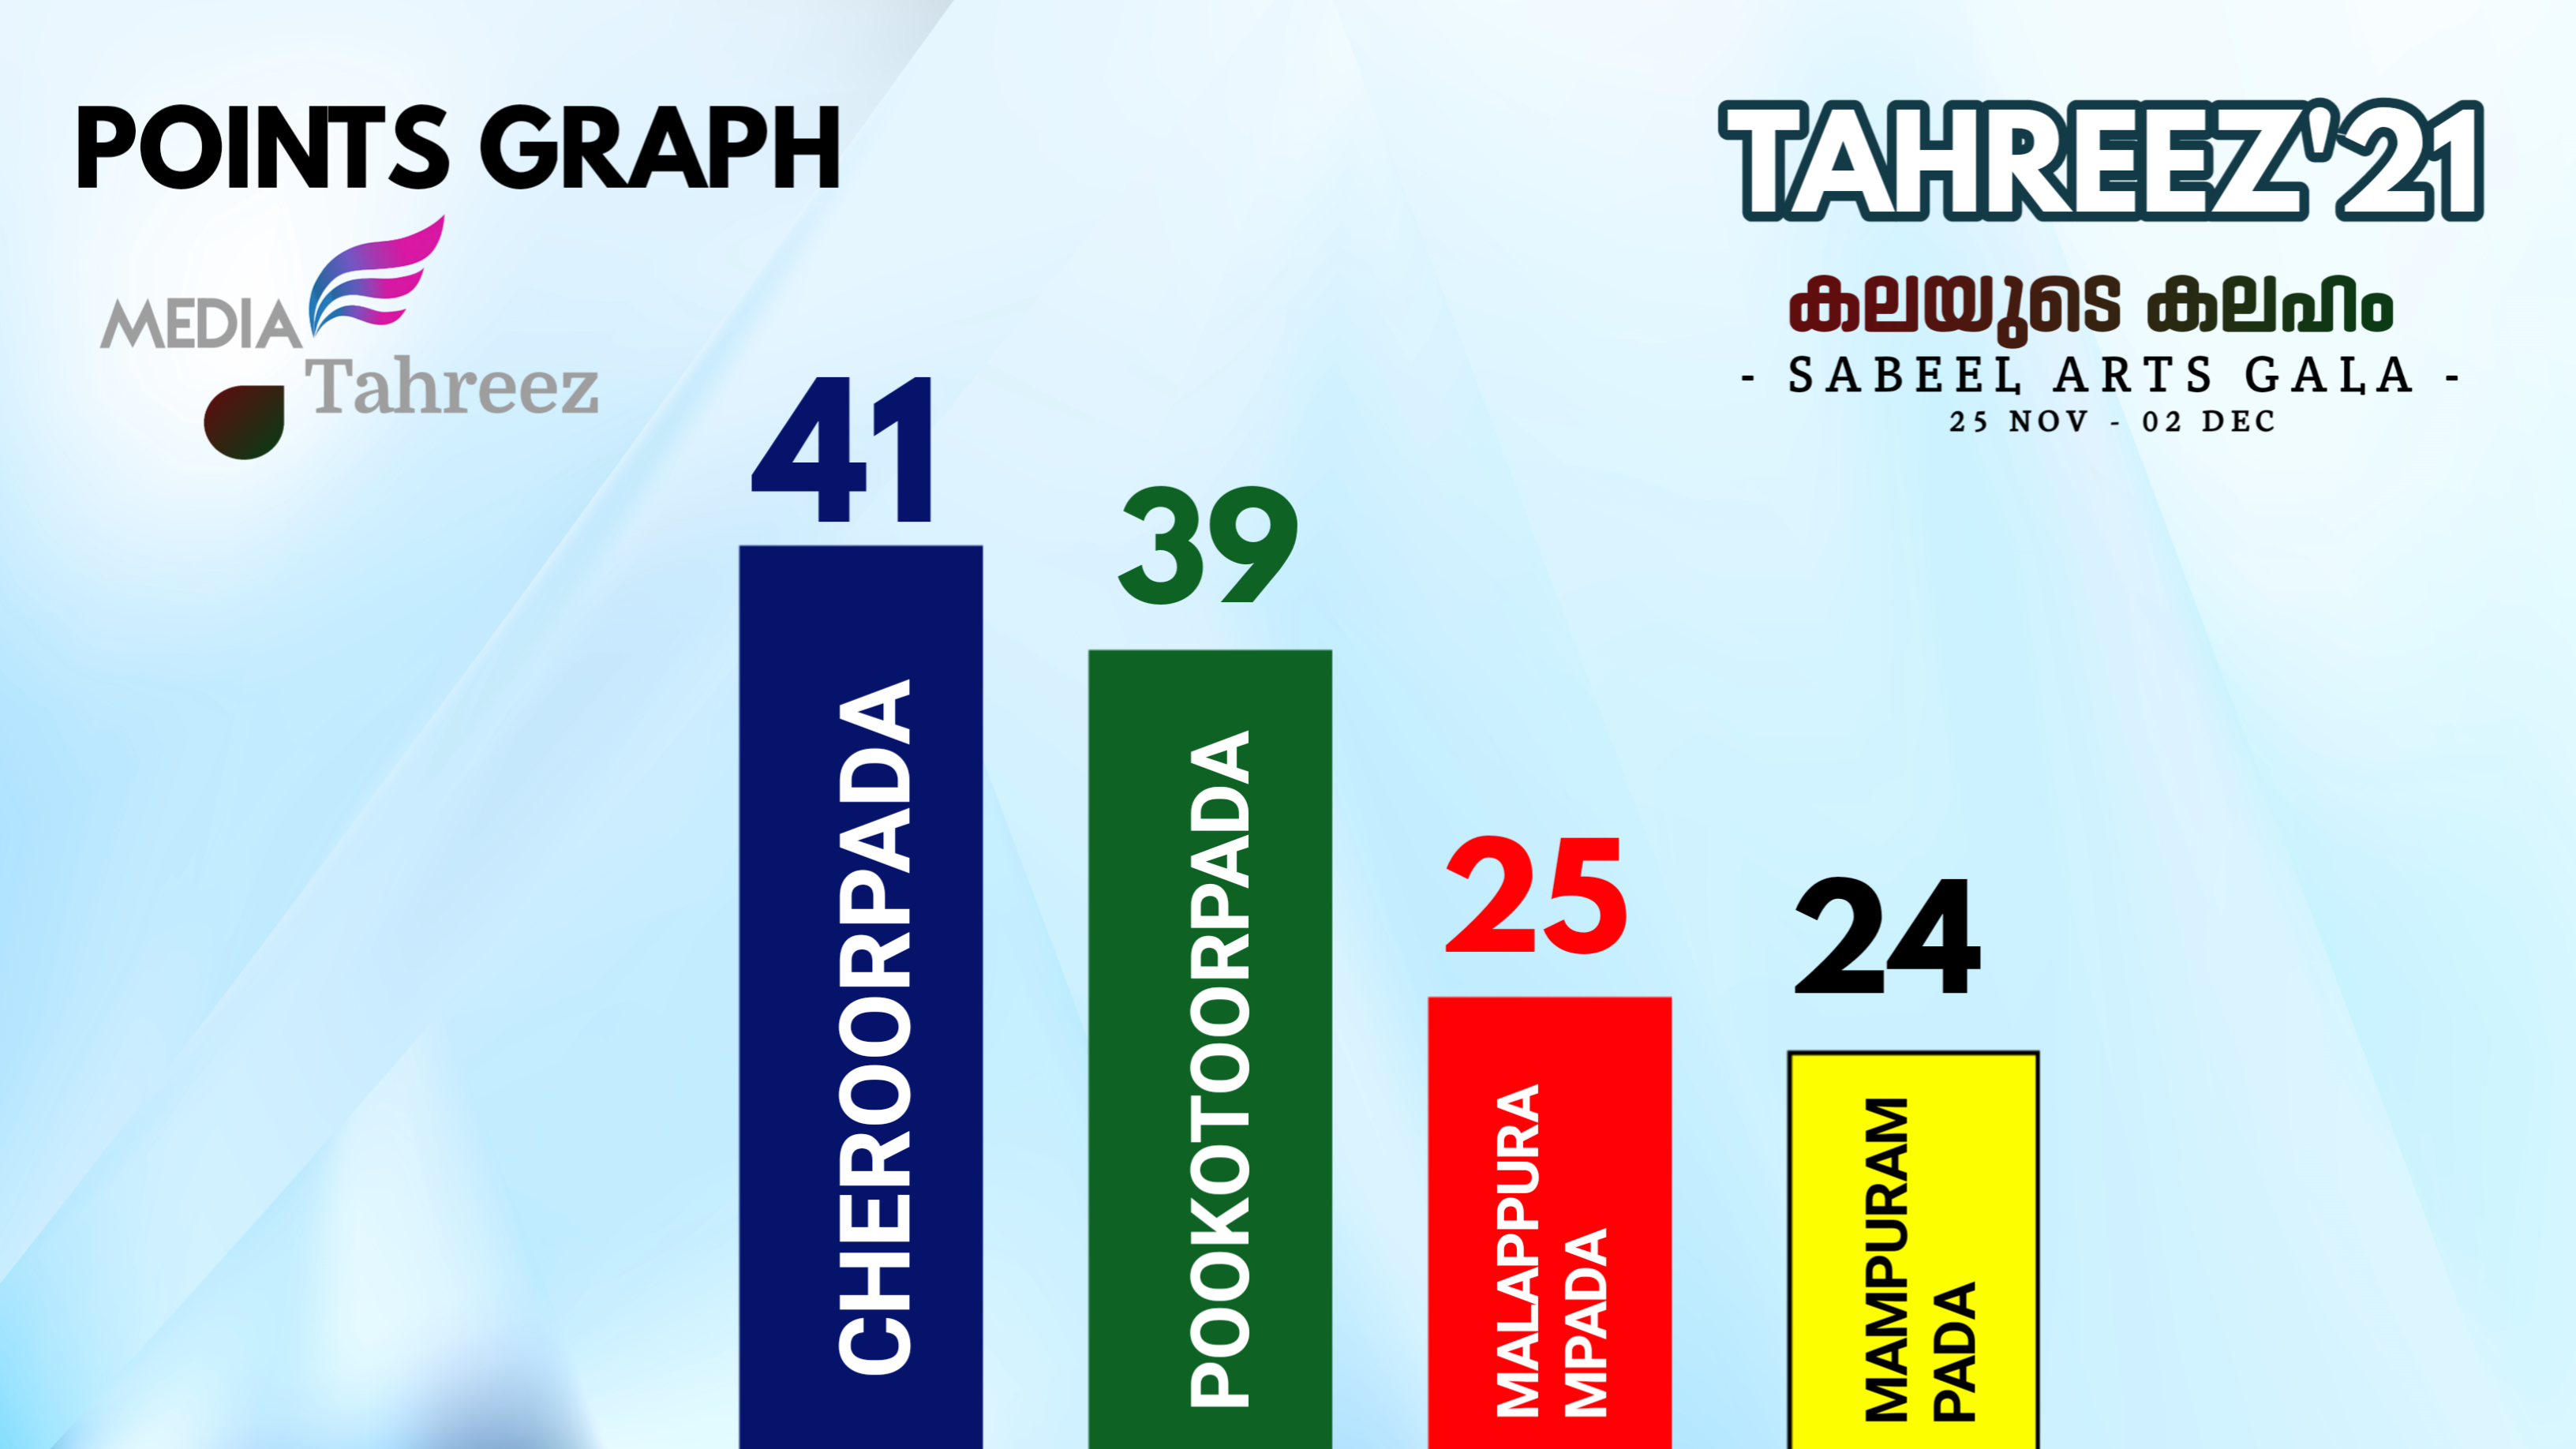 POINTS GRAPH
MEDIA
Tahreez
TAHREEZ'21
കലയുടെ കലഹം
- SABEEL ARTS GALA -
25 NOV - 02 DEC
41
CHEROORPADA
39
POOKOTOORPADA
25
MALAPPURA
MPADA
24
MAMPURAM
PADA